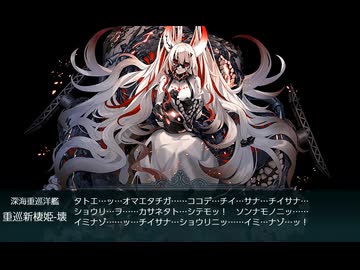 深海重巡洋艦
重巡新棲姫-壊
タトエ…ッ…オマエタチガ……ココデ…チイ…サナ…チイサナ…
ショウリ…ヲ……カサネタト…シテモッ！　ソンナモノニッ……
イミナゾ……ッ…チイサナ…ショウリニッ……イミ…ナゾ…ッ！